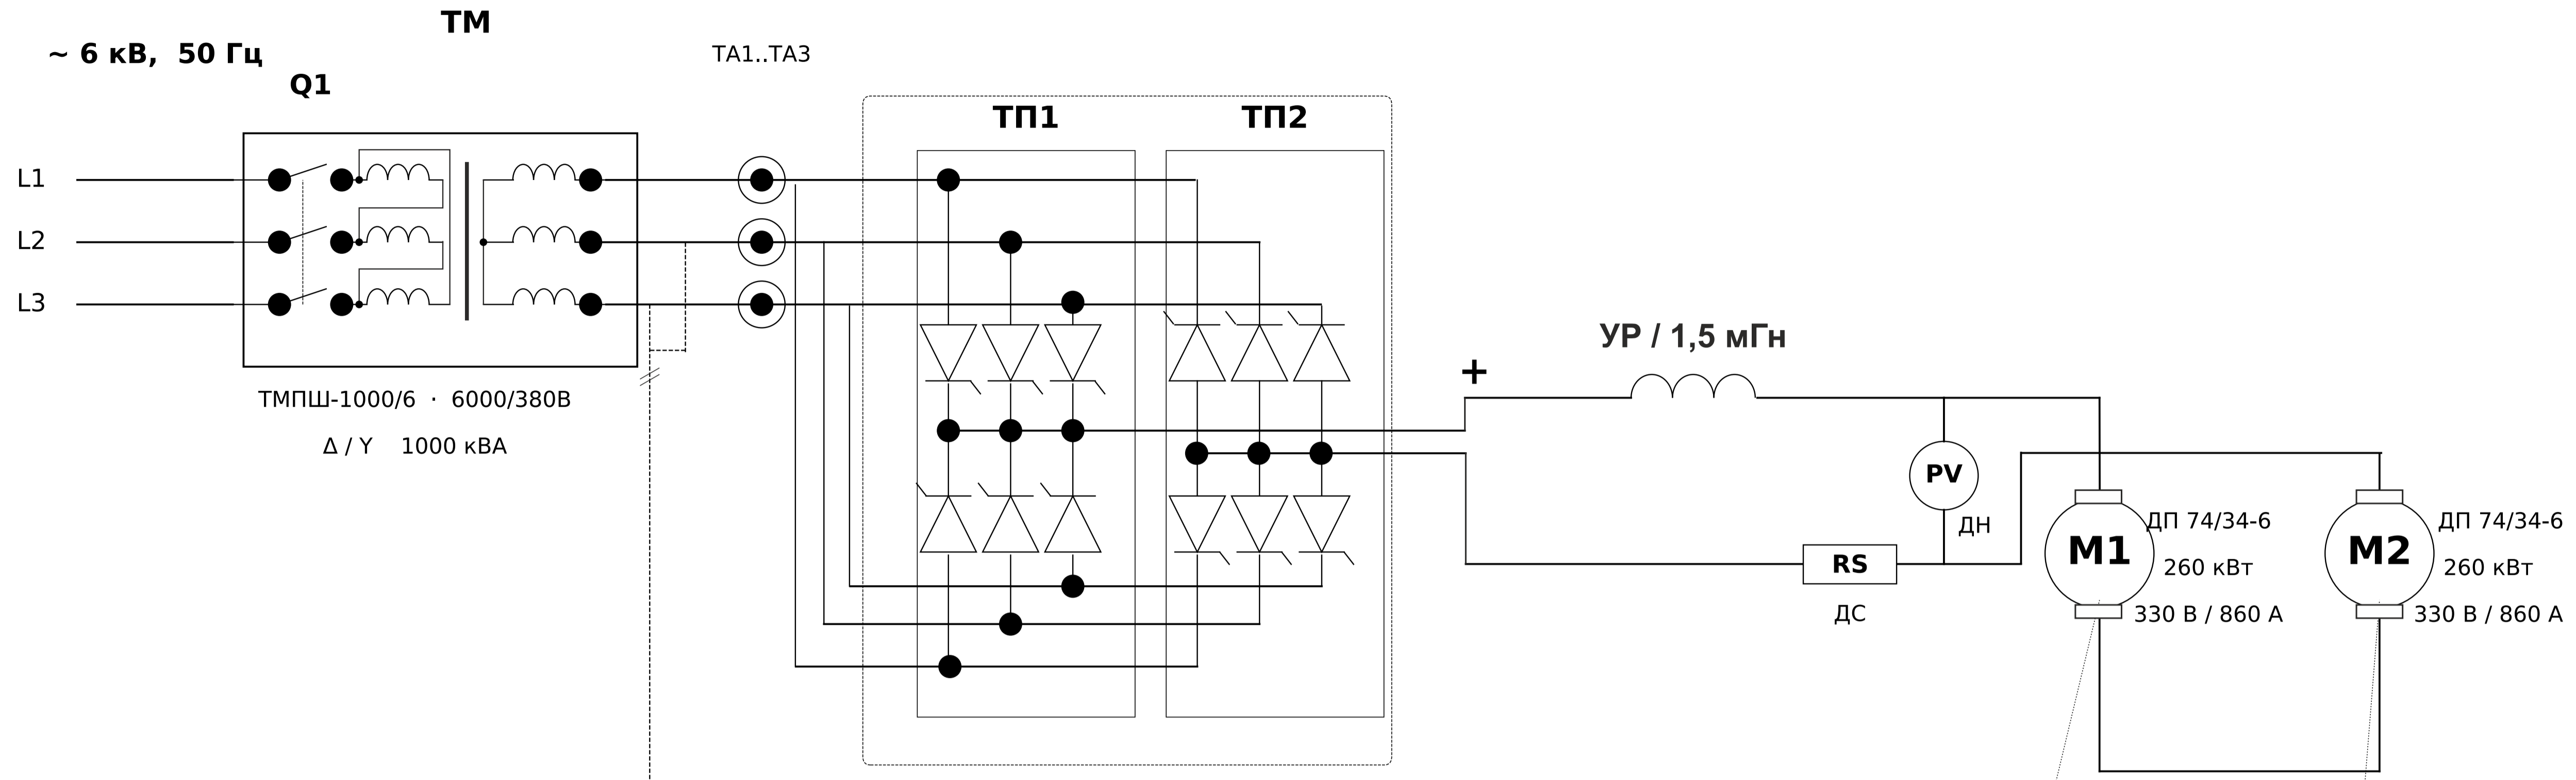 ТМ
~ 6 кВ, 50 Гц
ТА1..ТА3
Q1
ТП1
ТП2
L1
L2
L3
УР / 1,5 мГн
+
ТМПШ-1000/6 · 6000/380В
Δ / Y 1000 кВА
PV
ДН
ДП 74/34-6
ДП 74/34-6
М1
М2
RS
260 кВт
260 кВт
ДС
330 В / 860 А
330 В / 860 А